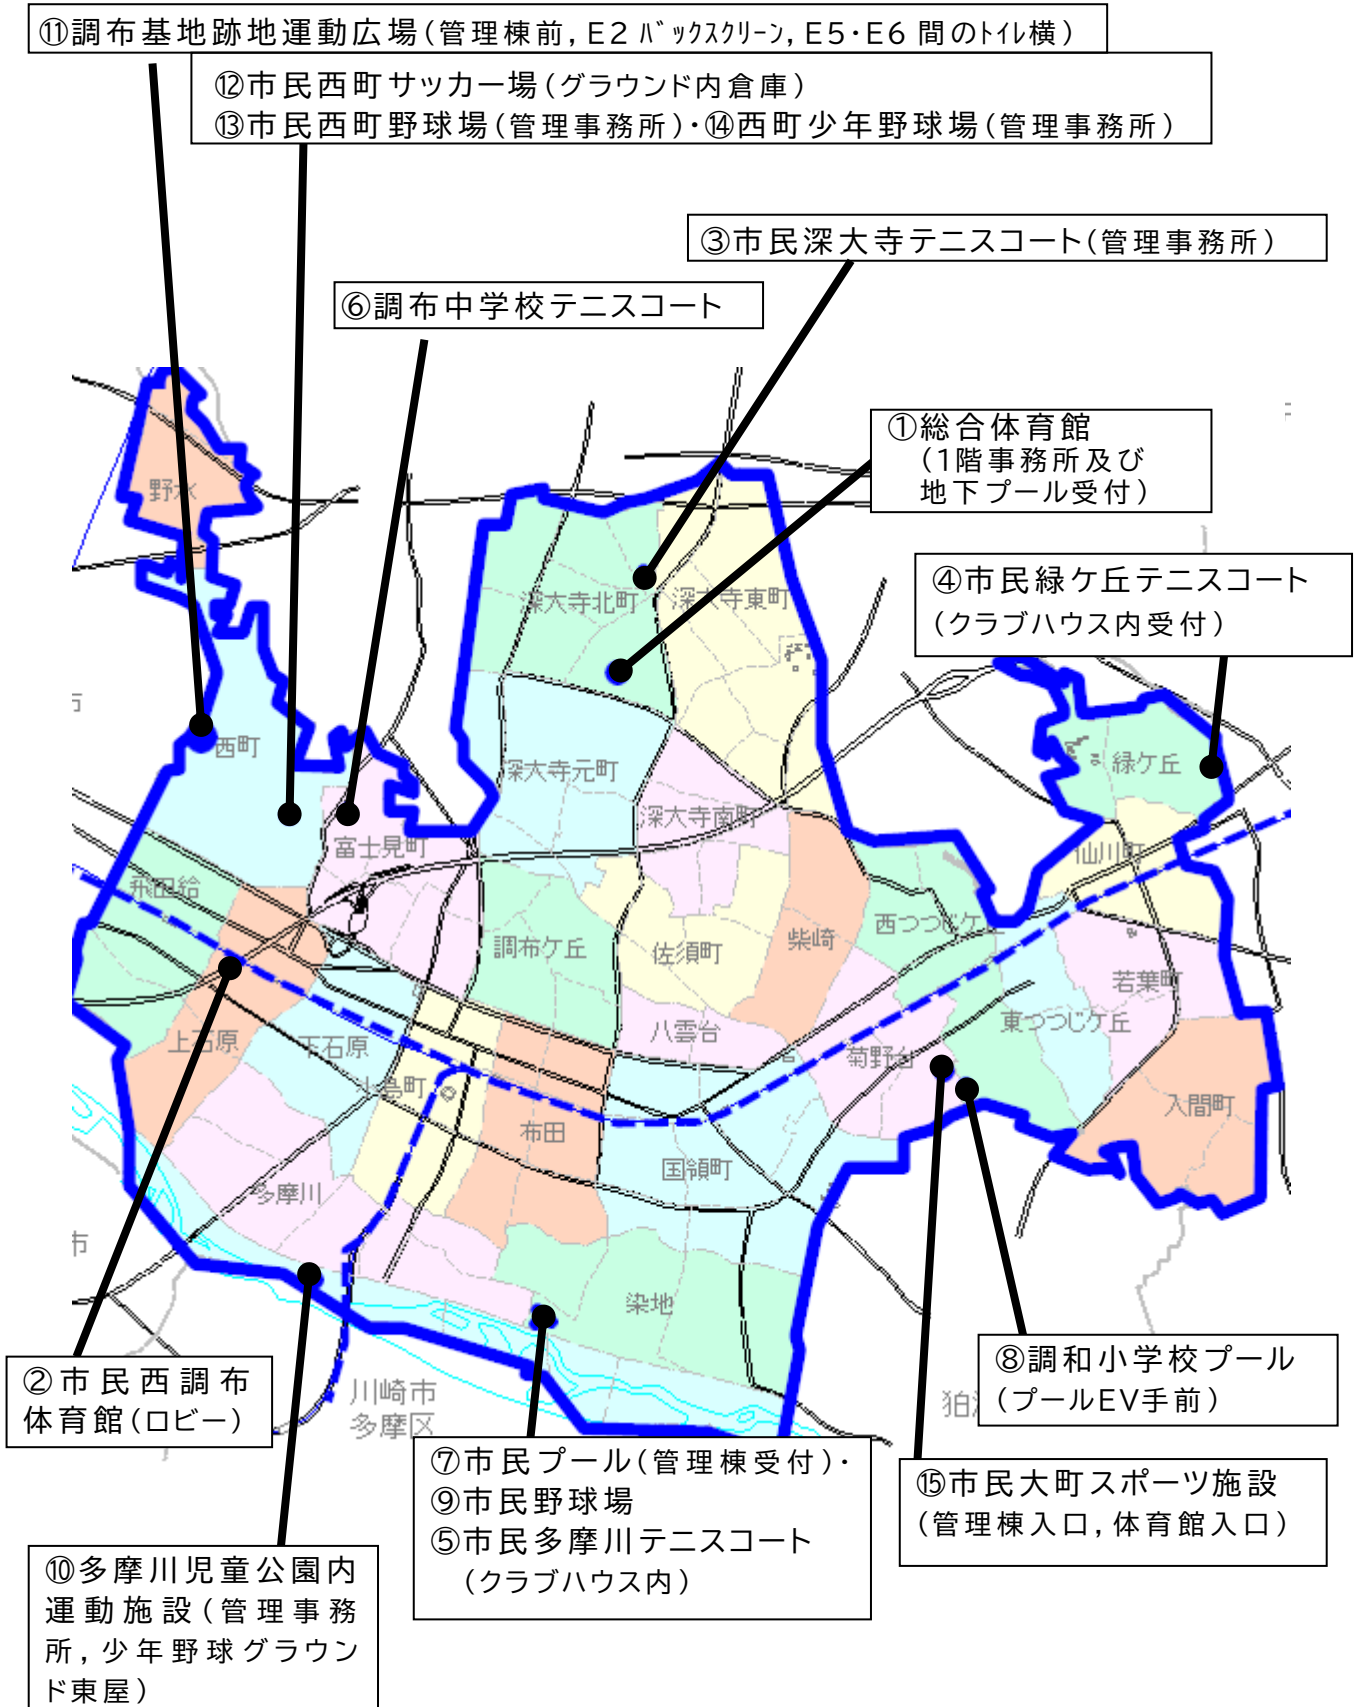 ⑪調布基地跡地運動広場(管理棟前,E2 ﾊﾞｯｸｽｸﾘｰﾝ,E5・E6 間のﾄｲﾚ横)
⑫市民西町サッカー場(グラウンド内倉庫)
⑬市民西町野球場(管理事務所)・⑭西町少年野球場(管理事務所)
③市民深大寺テニスコート(管理事務所)
⑥調布中学校テニスコート
①総合体育館
(1階事務所及び
地下プール受付)
④市民緑ケ丘テニスコート
(クラブハウス内受付)
野水
深大寺北町
深大寺東町
西町
緑ケ丘
深大寺元町
深大寺南町
富士見町
仙川町
飛田給
調布ケ丘
佐須町
柴崎
西つつじケ丘
若葉町
上石原
下石原
八雲台
菊野台
東つつじケ丘
小島町
布田
国領町
入間町
多摩川
市
染地
川崎市
多摩区
②市民西調布
体育館(ロビー)
⑧調和小学校プール
(プールEV手前)
⑦市民プール(管理棟受付)・
⑨市民野球場
⑤市民多摩川テニスコート
(クラブハウス内)
⑮市民大町スポーツ施設
(管理棟入口,体育館入口)
⑩多摩川児童公園内
運動施設(管理事務
所,少年野球グラウン
ド東屋)